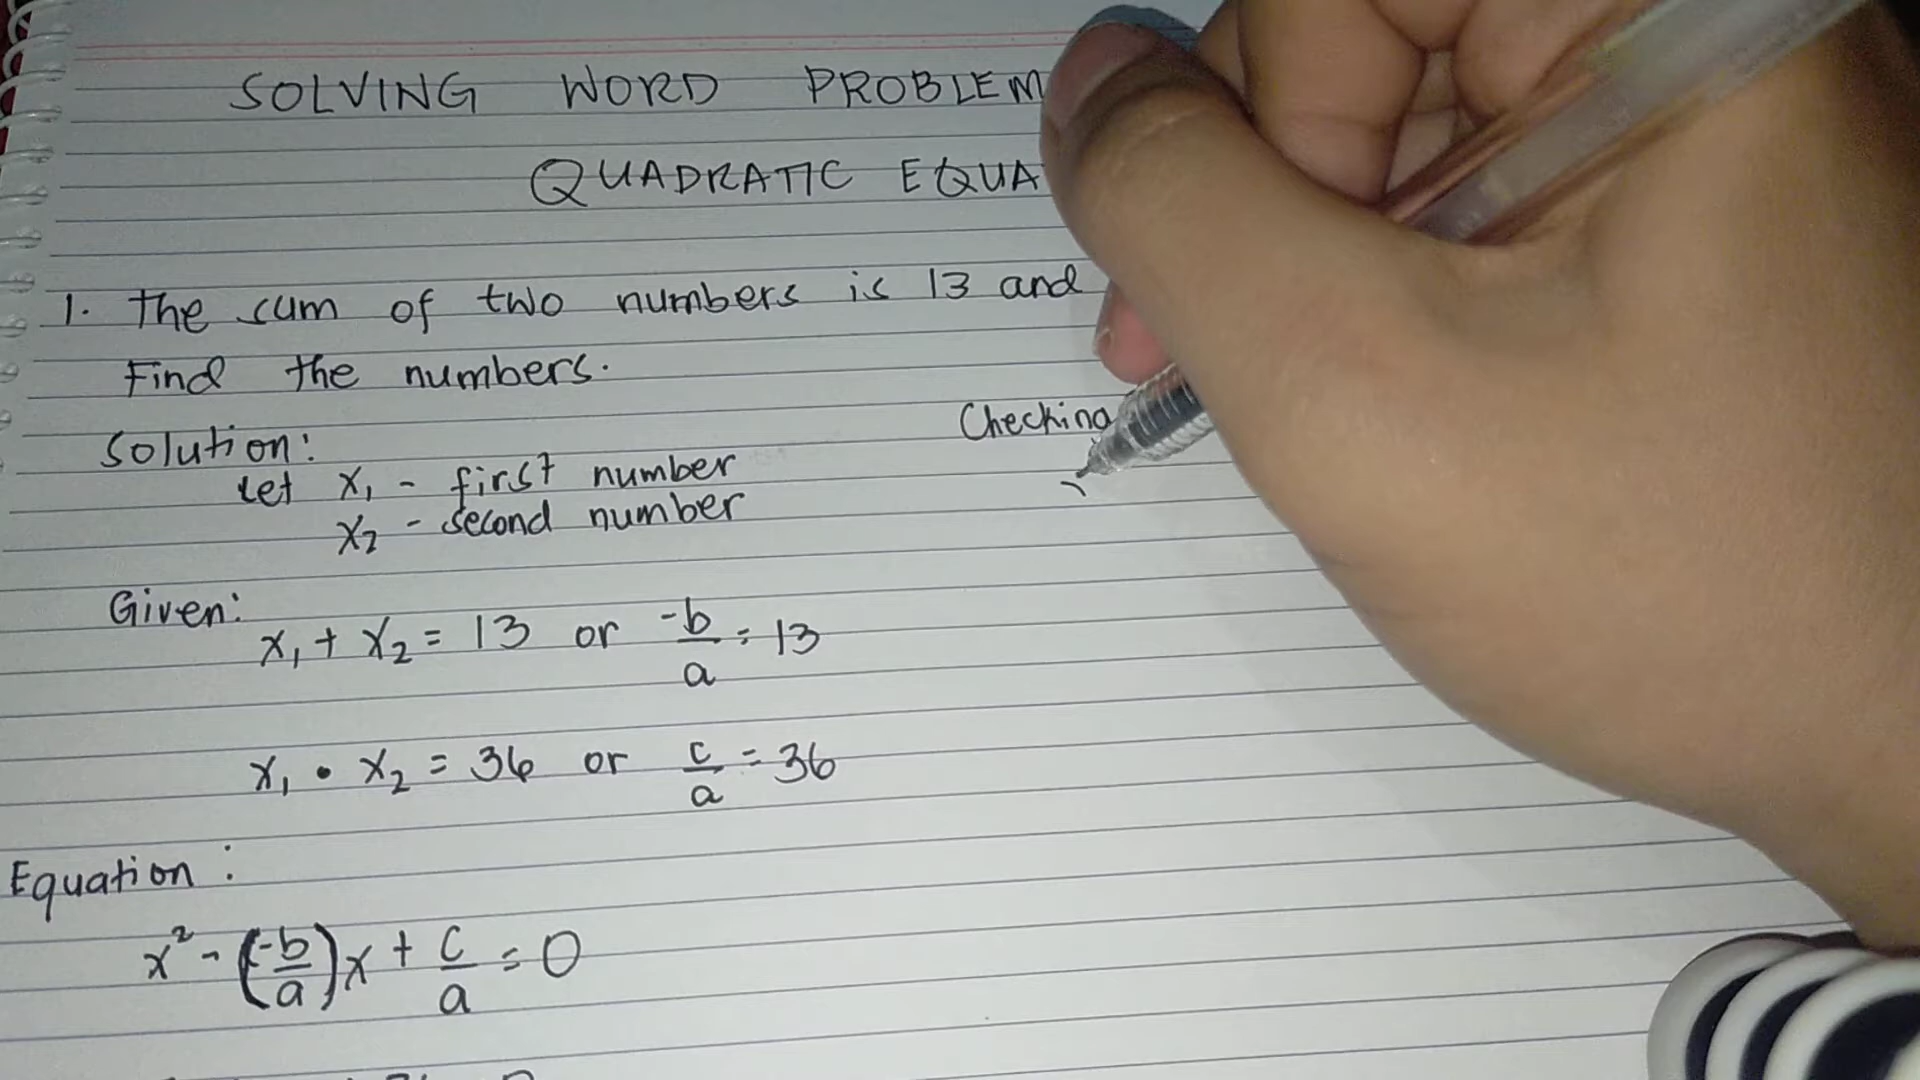 SOLVING WORD PROBLEM
QUADRATIC EQUA
1. The sum of two numbers is 13 and
Find the numbers.
Solution:
Checking
let x₁ - first number
x₂ - second number
Given:
x₁ + x₂ = 13 or -b/a = 13
x₁ • x₂ = 36 or c/a = 36
Equation:
x² - (-b/a)x + c/a = 0